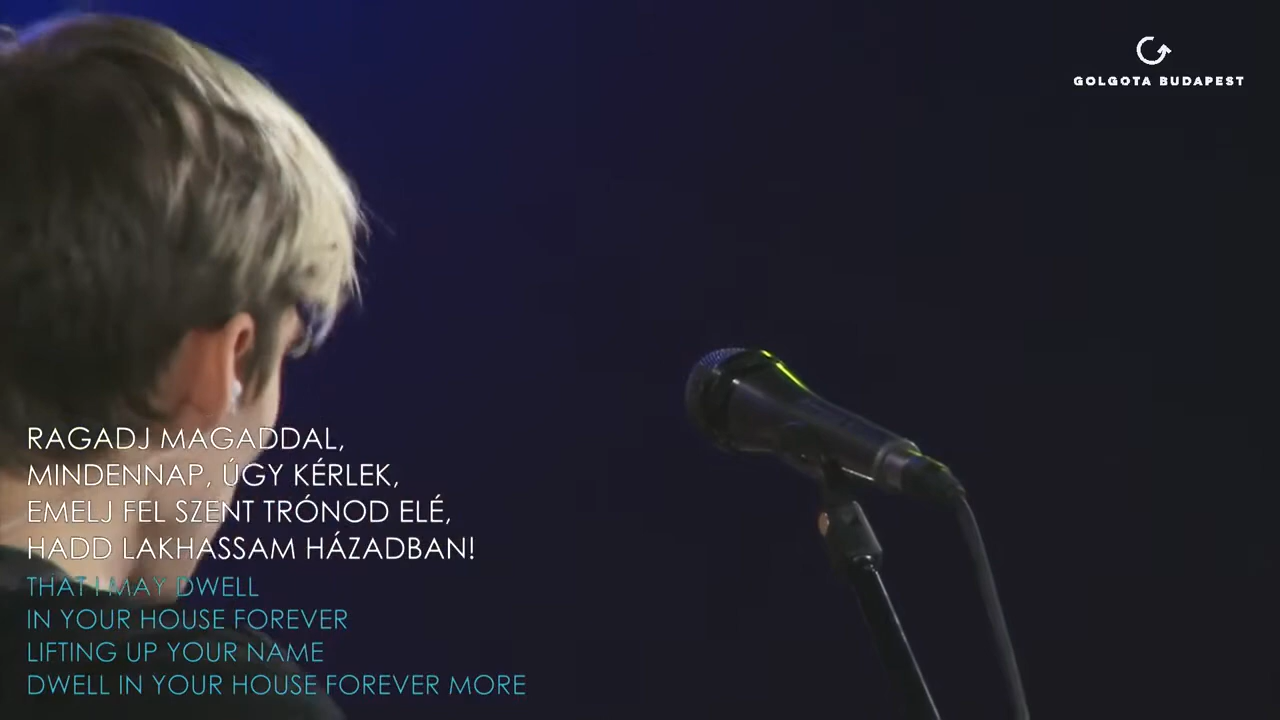 GOLGOTA BUDAPEST
RAGADJ MAGADDAL,
MINDENNAP, ÚGY KÉRLEK,
EMELJ FEL SZENT TRÓNOD ELÉ,
HADD LAKHASSAM HÁZADBAN!
THAT I MAY DWELL
IN YOUR HOUSE FOREVER
LIFTING UP YOUR NAME
DWELL IN YOUR HOUSE FOREVER MORE